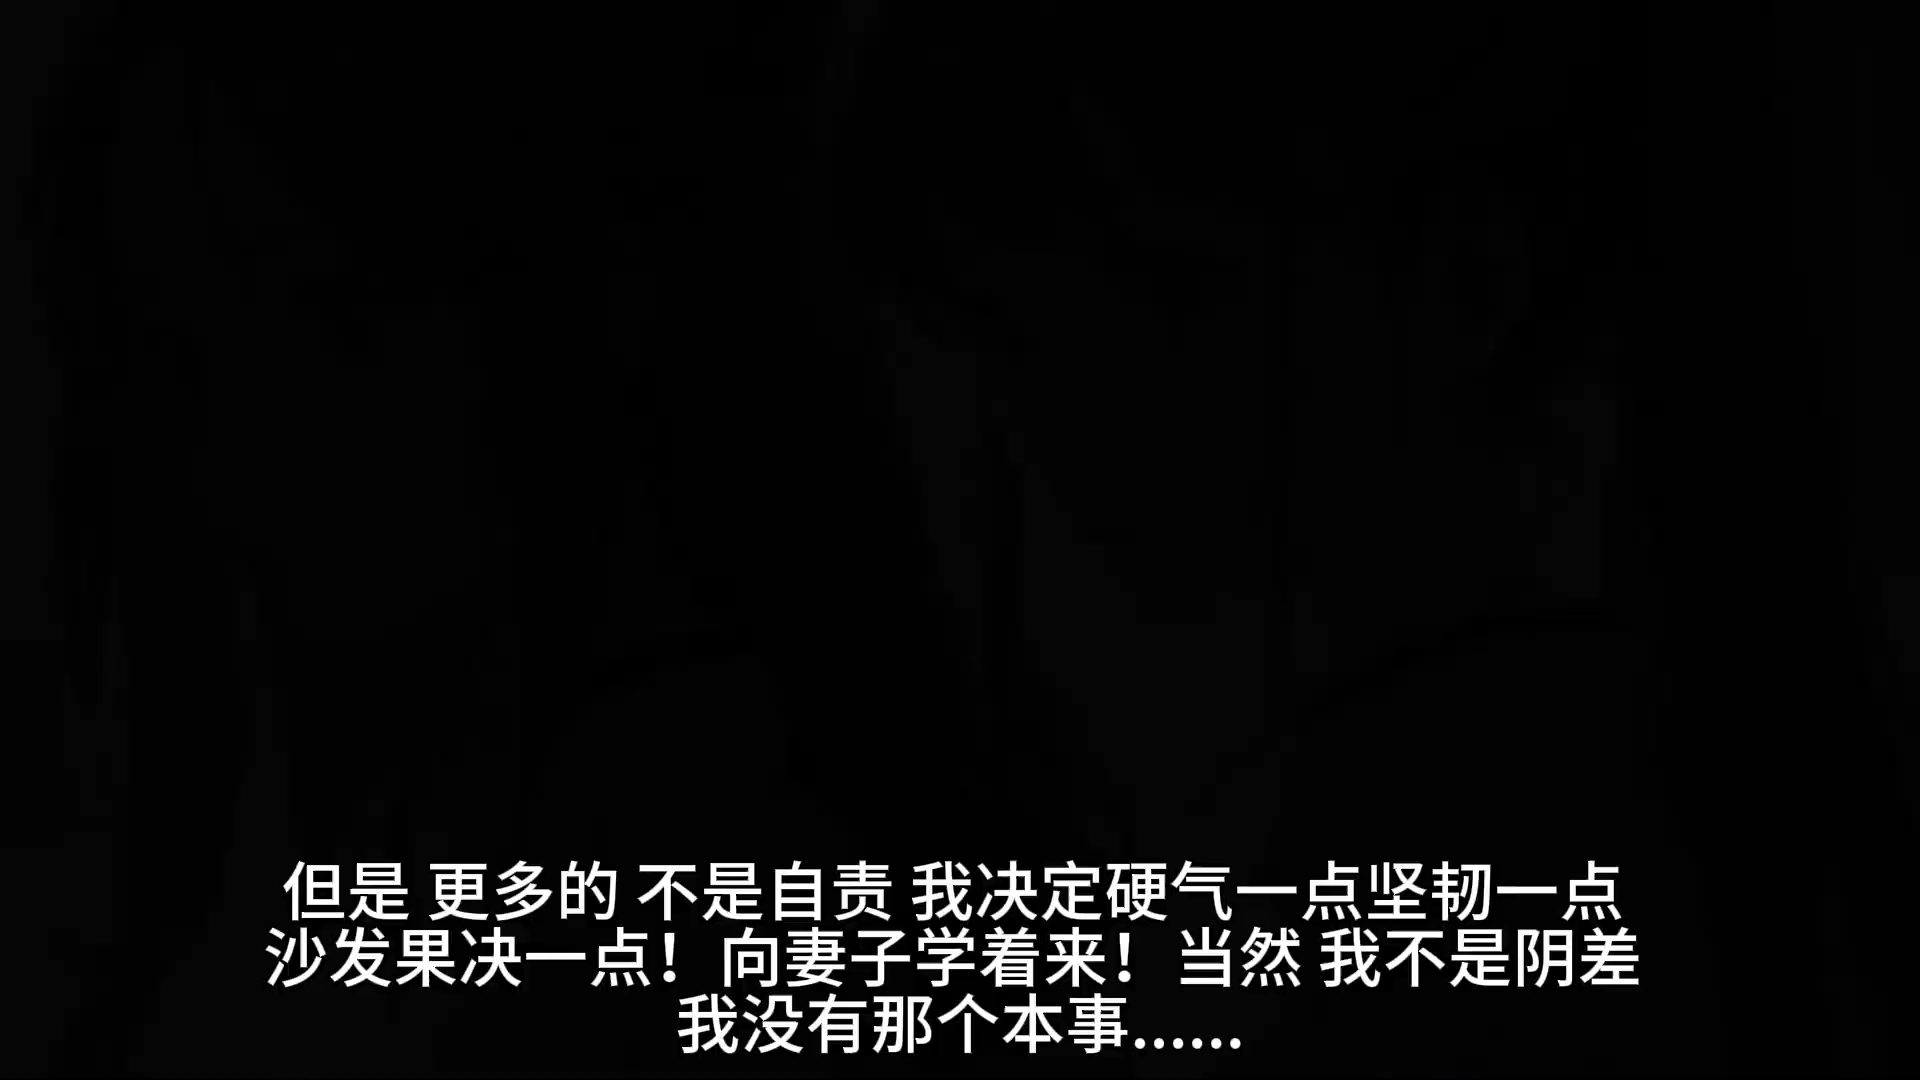 但是 更多的 不是自责 我决定硬气一点坚韧一点
沙发果决一点！向妻子学着来！当然 我不是阴差
我没有那个本事......